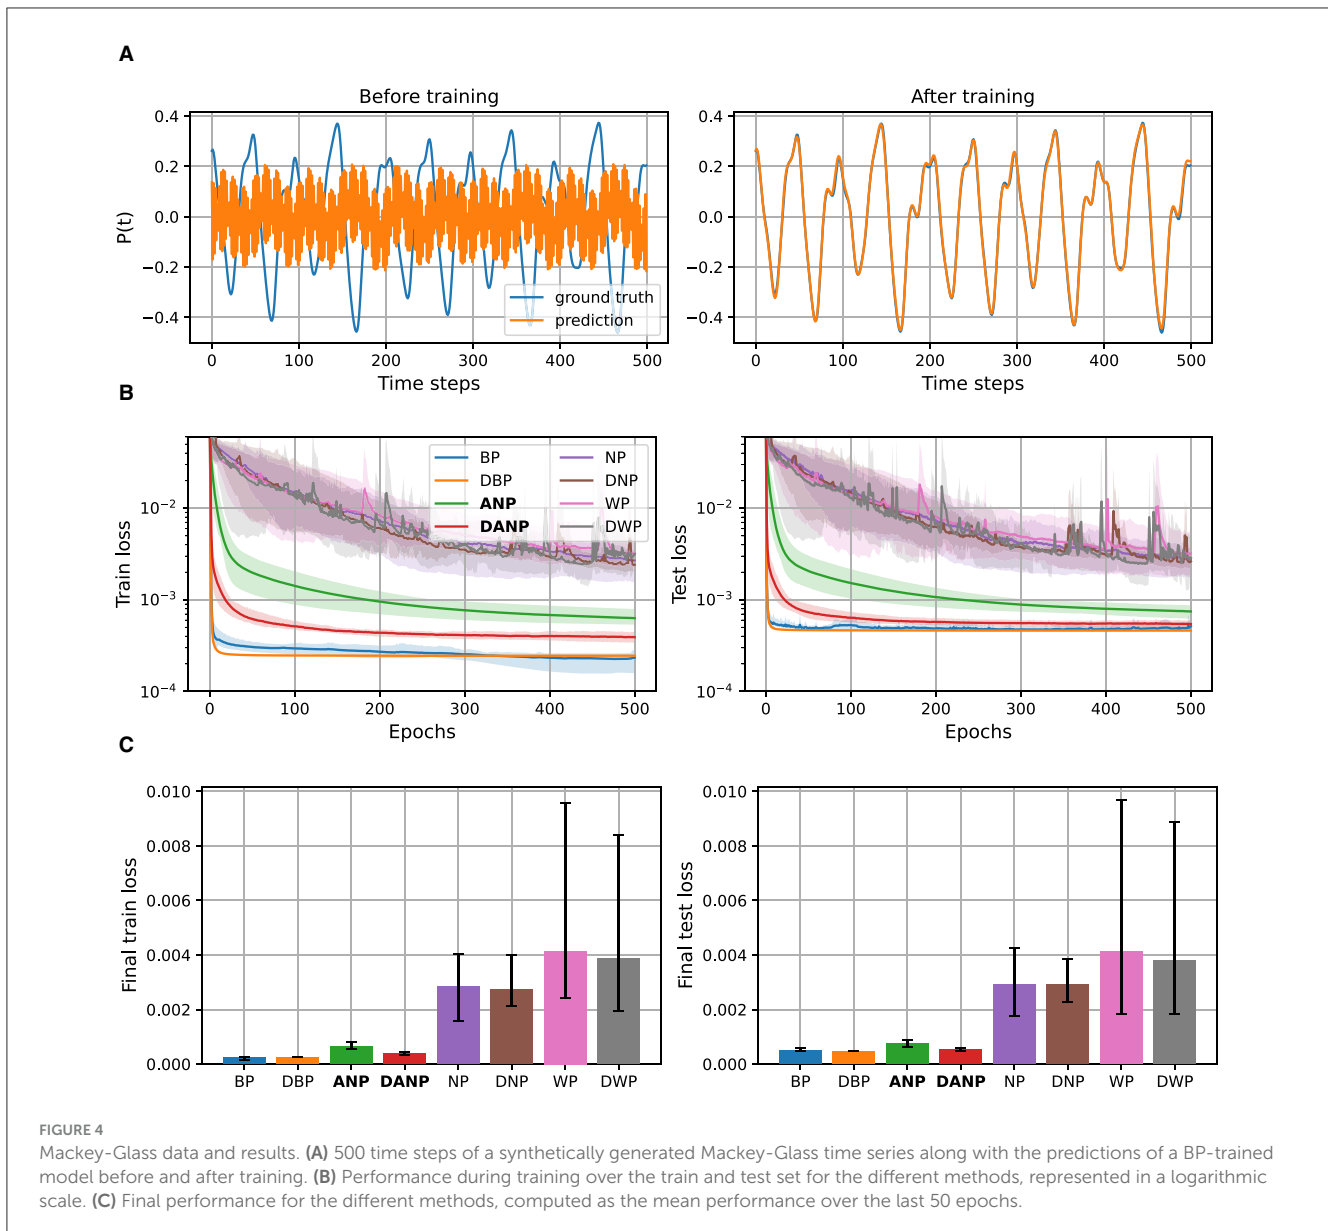 A
Before training
After training
0.4
0.2
0.0
−0.2
−0.4
P(t)
ground truth
prediction
0 100 200 300 400 500
Time steps
0.4
0.2
0.0
−0.2
−0.4
0 100 200 300 400 500
Time steps
B
Train loss
10−2
10−3
10−4
BP NP
DBP DNP
ANP WP
DANP DWP
0 100 200 300 400 500
Epochs
Test loss
10−2
10−3
10−4
0 100 200 300 400 500
Epochs
C
Final train loss
0.010
0.008
0.006
0.004
0.002
0.000
BP DBP ANP DANP NP DNP WP DWP
Final test loss
0.010
0.008
0.006
0.004
0.002
0.000
BP DBP ANP DANP NP DNP WP DWP
FIGURE 4
Mackey-Glass data and results. (A) 500 time steps of a synthetically generated Mackey-Glass time series along with the predictions of a BP-trained
model before and after training. (B) Performance during training over the train and test set for the different methods, represented in a logarithmic
scale. (C) Final performance for the different methods, computed as the mean performance over the last 50 epochs.